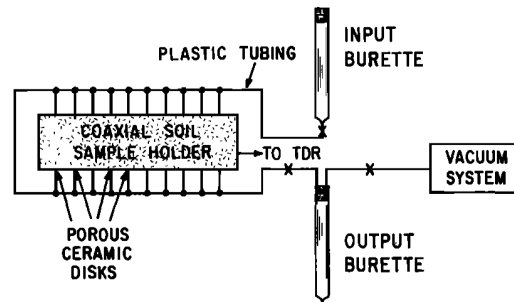 INPUT
BURETTE
PLASTIC TUBING
COAXIAL SOIL
SAMPLE HOLDER
TO TDR
VACUUM
SYSTEM
POROUS
CERAMIC
DISKS
OUTPUT
BURETTE